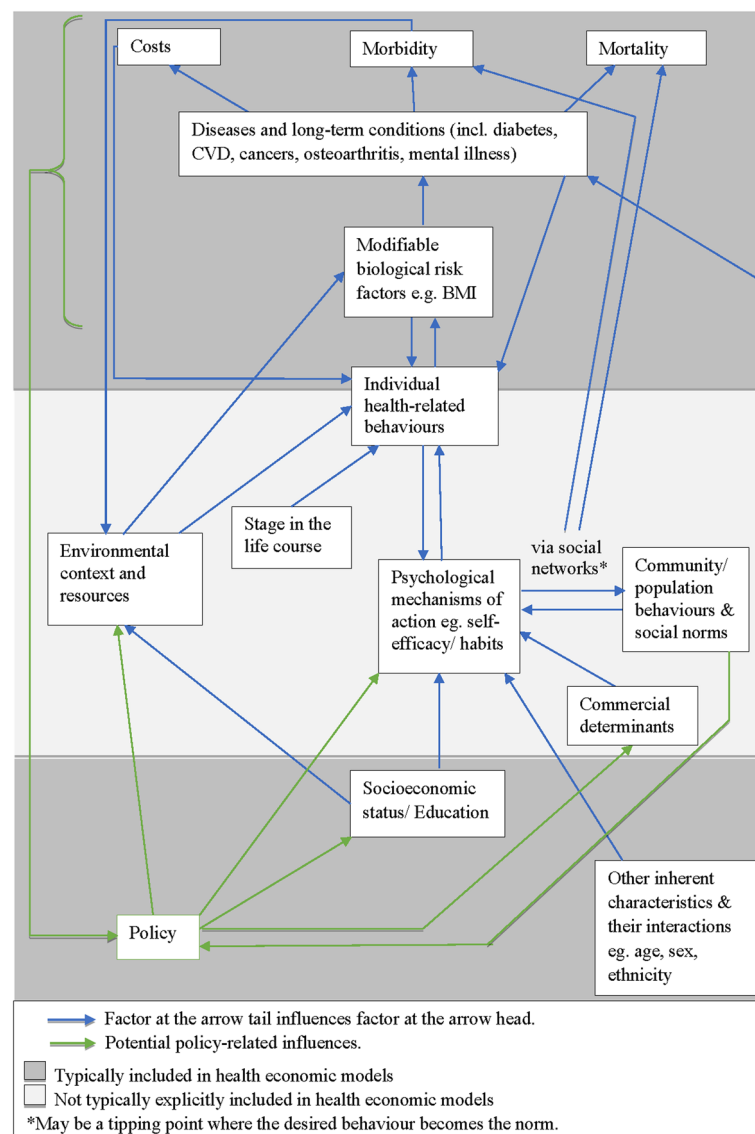 Costs
Morbidity
Mortality
Diseases and long-term conditions (incl. diabetes,
CVD, cancers, osteoarthritis, mental illness)
Modifiable
biological risk
factors e.g. BMI
Individual
health-related
behaviours
Stage in the
life course
Environmental
context and
resources
via social
networks*
Psychological
mechanisms of
action eg. self-
efficacy/ habits
Community/
population
behaviours &
social norms
Commercial
determinants
Socioeconomic
status/ Education
Other inherent
characteristics &
their interactions
eg. age, sex,
ethnicity
Policy
Factor at the arrow tail influences factor at the arrow head.
Potential policy-related influences.
Typically included in health economic models
Not typically explicitly included in health economic models
*May be a tipping point where the desired behaviour becomes the norm.